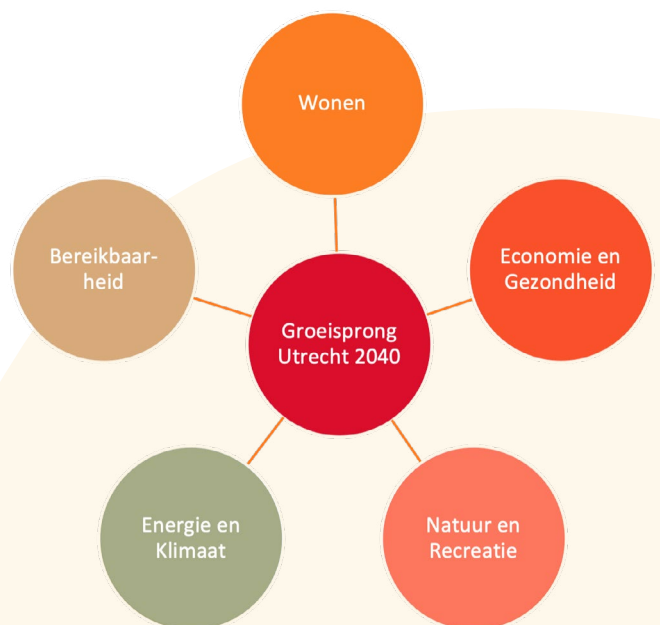 Wonen
Bereikbaar-
heid
Economie en
Gezondheid
Groeisprong
Utrecht 2040
Energie en
Klimaat
Natuur en
Recreatie